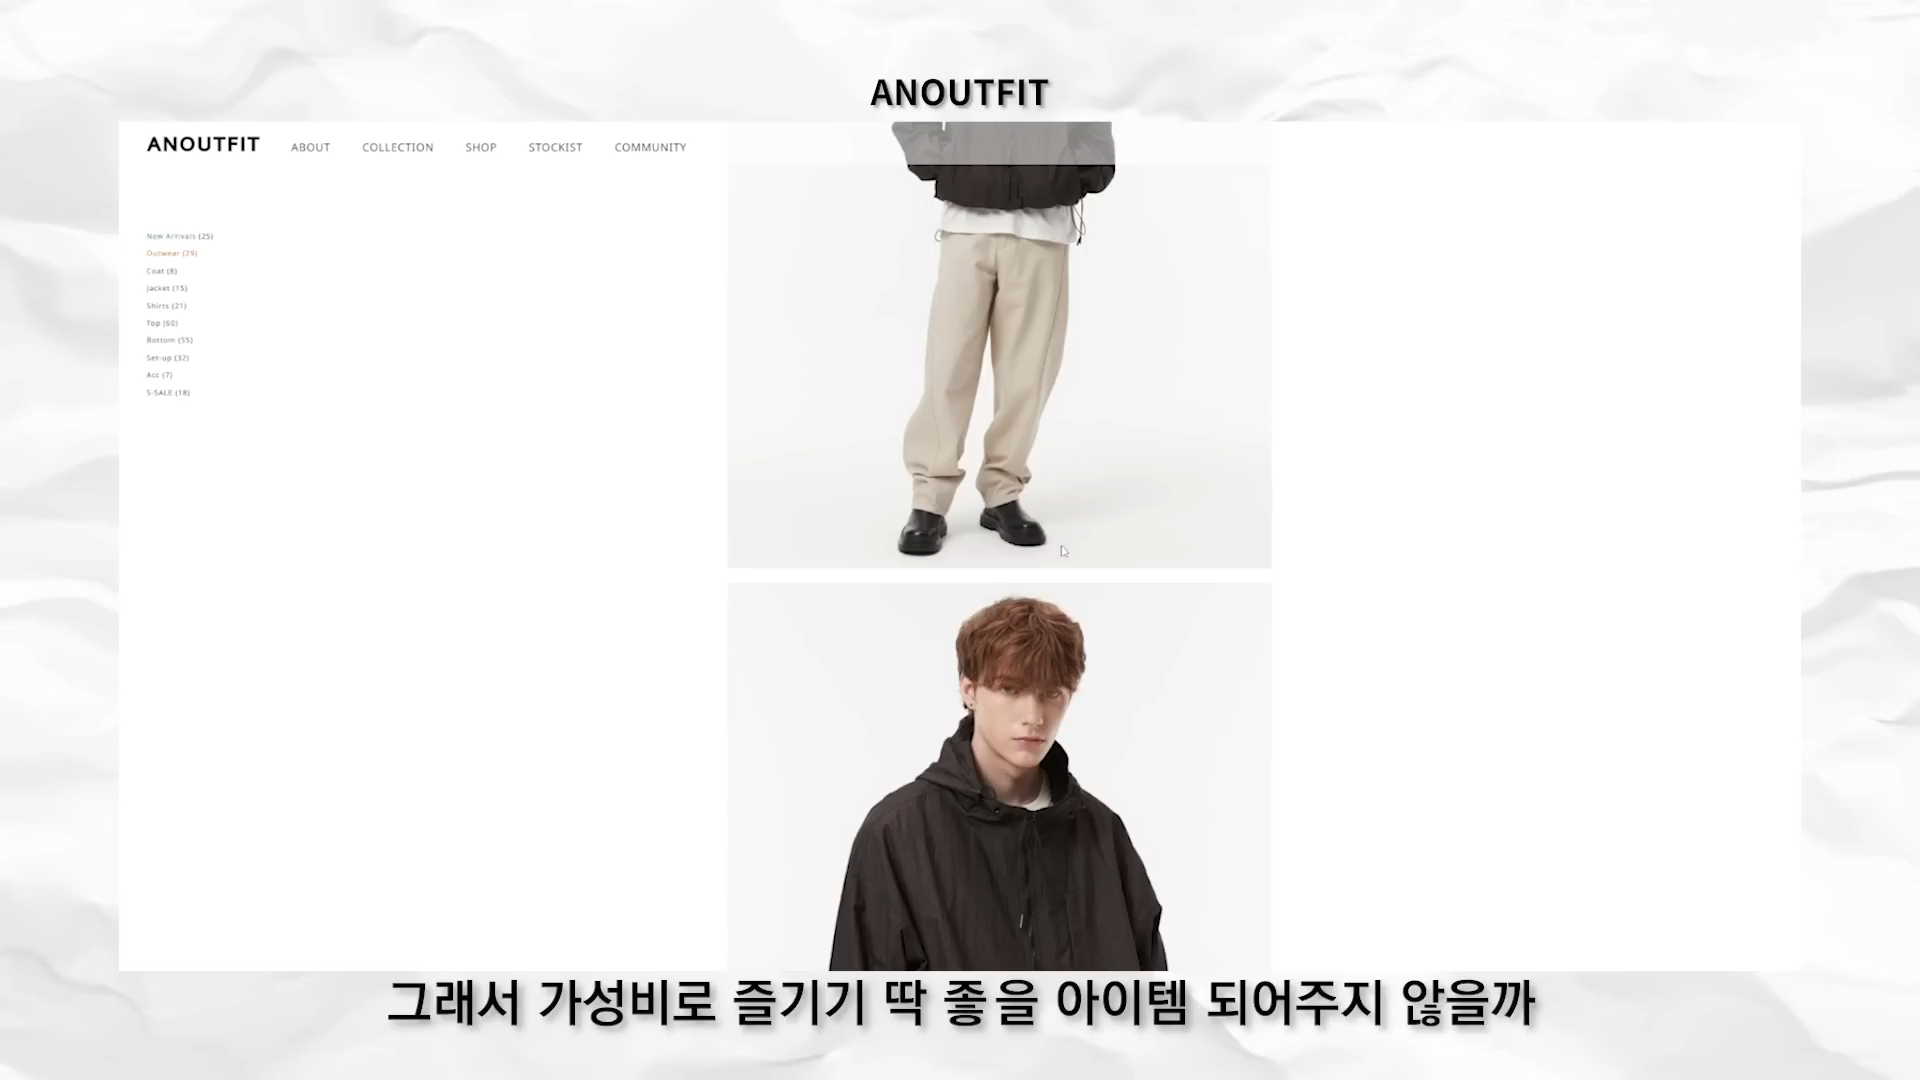 ANOUTFIT
ANOUTFIT ABOUT COLLECTION SHOP STOCKIST COMMUNITY
New Arrivals (25)
Outwear (29)
Coat (8)
Jacket (15)
Shirts (21)
Top (60)
Bottom (55)
Set-up (32)
Acc (7)
S-SALE (18)
그래서 가성비로 즐기기 딱 좋을 아이템 되어주지 않을까